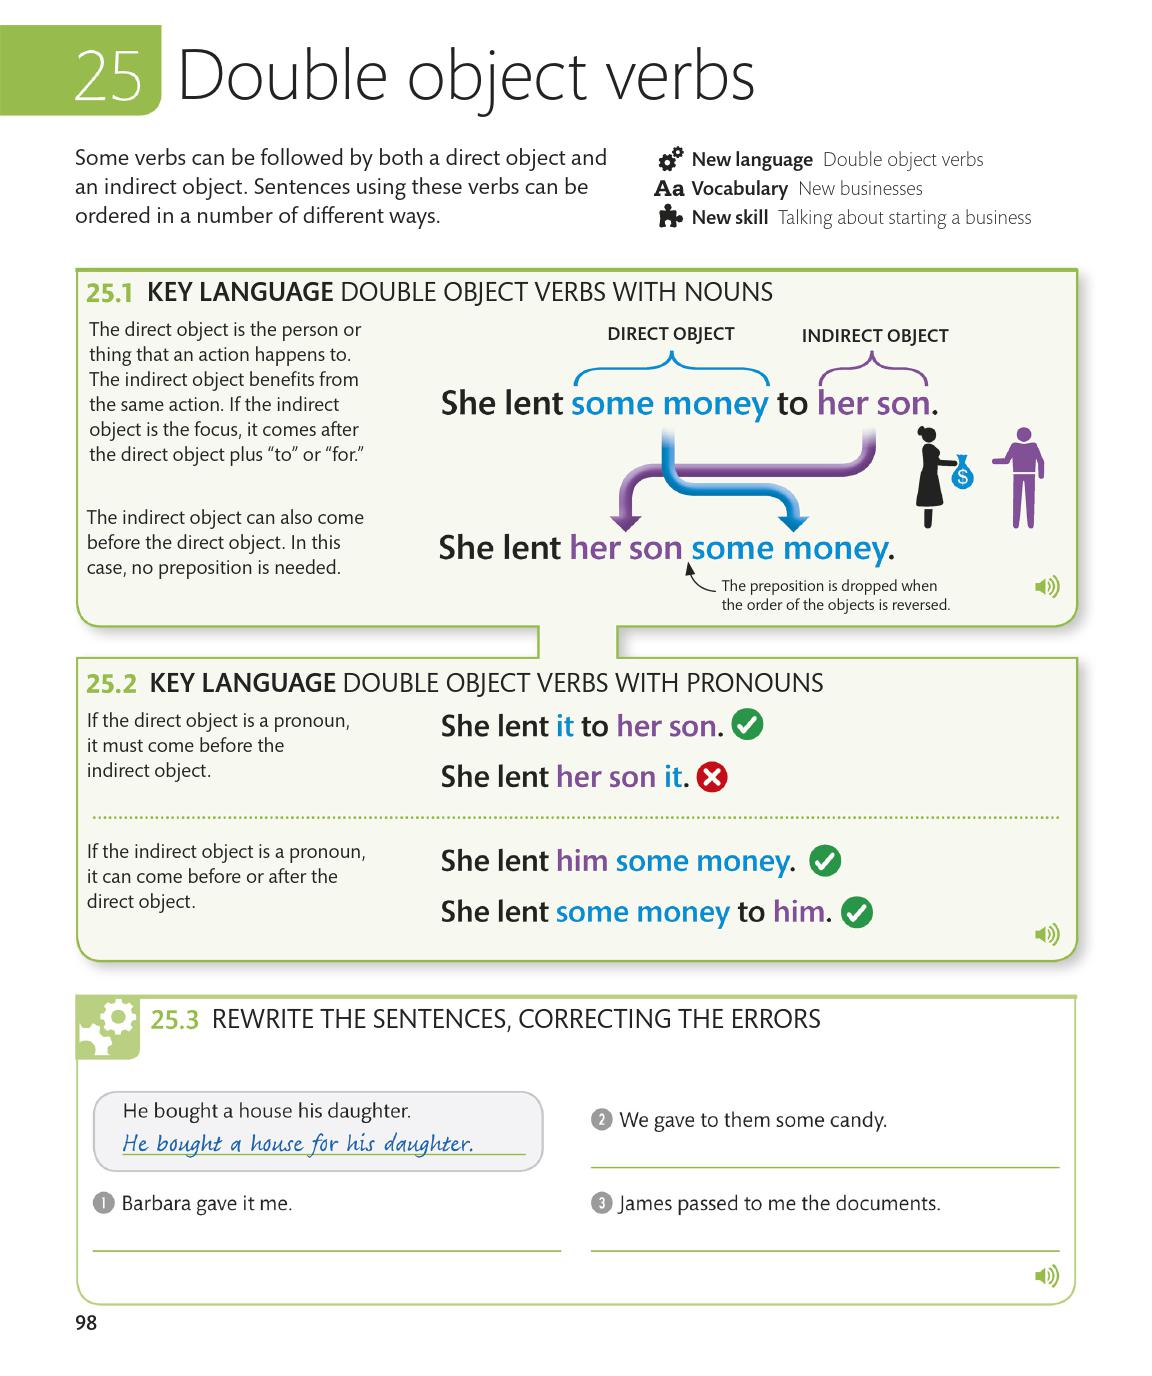 25 Double object verbs
Some verbs can be followed by both a direct object and
an indirect object. Sentences using these verbs can be
ordered in a number of different ways.
New language Double object verbs
Aa Vocabulary New businesses
New skill Talking about starting a business
25.1 KEY LANGUAGE DOUBLE OBJECT VERBS WITH NOUNS
The direct object is the person or
thing that an action happens to.
The indirect object benefits from
the same action. If the indirect
object is the focus, it comes after
the direct object plus “to” or “for.”
DIRECT OBJECT
INDIRECT OBJECT
She lent some money to her son.
$
The indirect object can also come
before the direct object. In this
case, no preposition is needed.
She lent her son some money.
The preposition is dropped when
the order of the objects is reversed.
25.2 KEY LANGUAGE DOUBLE OBJECT VERBS WITH PRONOUNS
If the direct object is a pronoun,
it must come before the
indirect object.
She lent it to her son.
She lent her son it.
If the indirect object is a pronoun,
it can come before or after the
direct object.
She lent him some money.
She lent some money to him.
25.3 REWRITE THE SENTENCES, CORRECTING THE ERRORS
He bought a house his daughter.
He bought a house for his daughter.
1 Barbara gave it me.
2 We gave to them some candy.
3 James passed to me the documents.
98